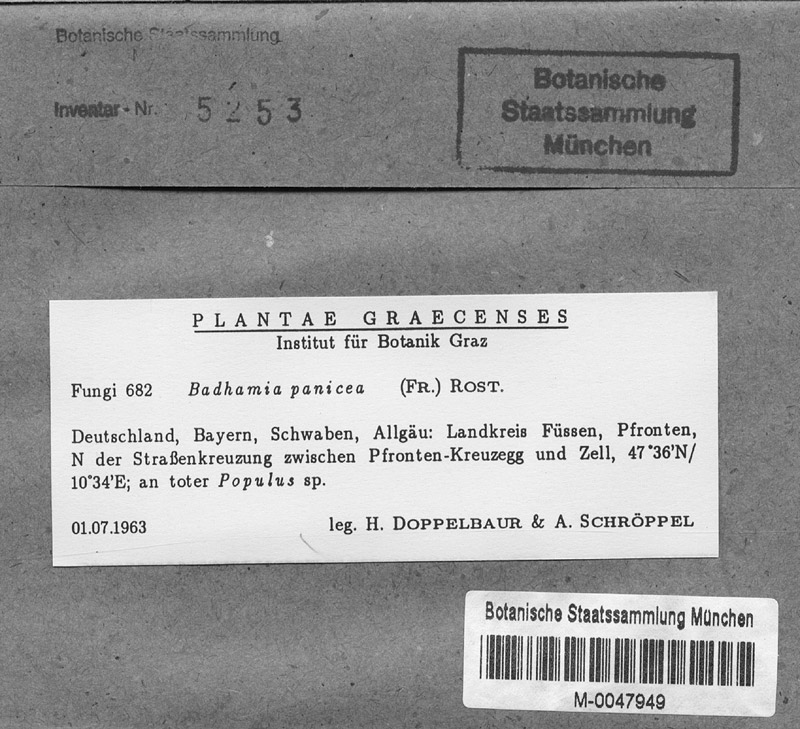 Botanische Staatssammlung
Inventar - Nr. 5253
Botanische
Staatssammlung
München
PLANTAE GRAECENSES
Institut für Botanik Graz
Fungi 682 Badhamia panicea (FR.) ROST.
Deutschland, Bayern, Schwaben, Allgäu: Landkreis Füssen, Pfronten,
N der Straßenkreuzung zwischen Pfronten-Kreuzegg und Zell, 47°36'N/
10°34'E; an toter Populus sp.
01.07.1963 leg. H. DOPPELBAUR & A. SCHRÖPPEL
Botanische Staatssammlung München
M-0047949